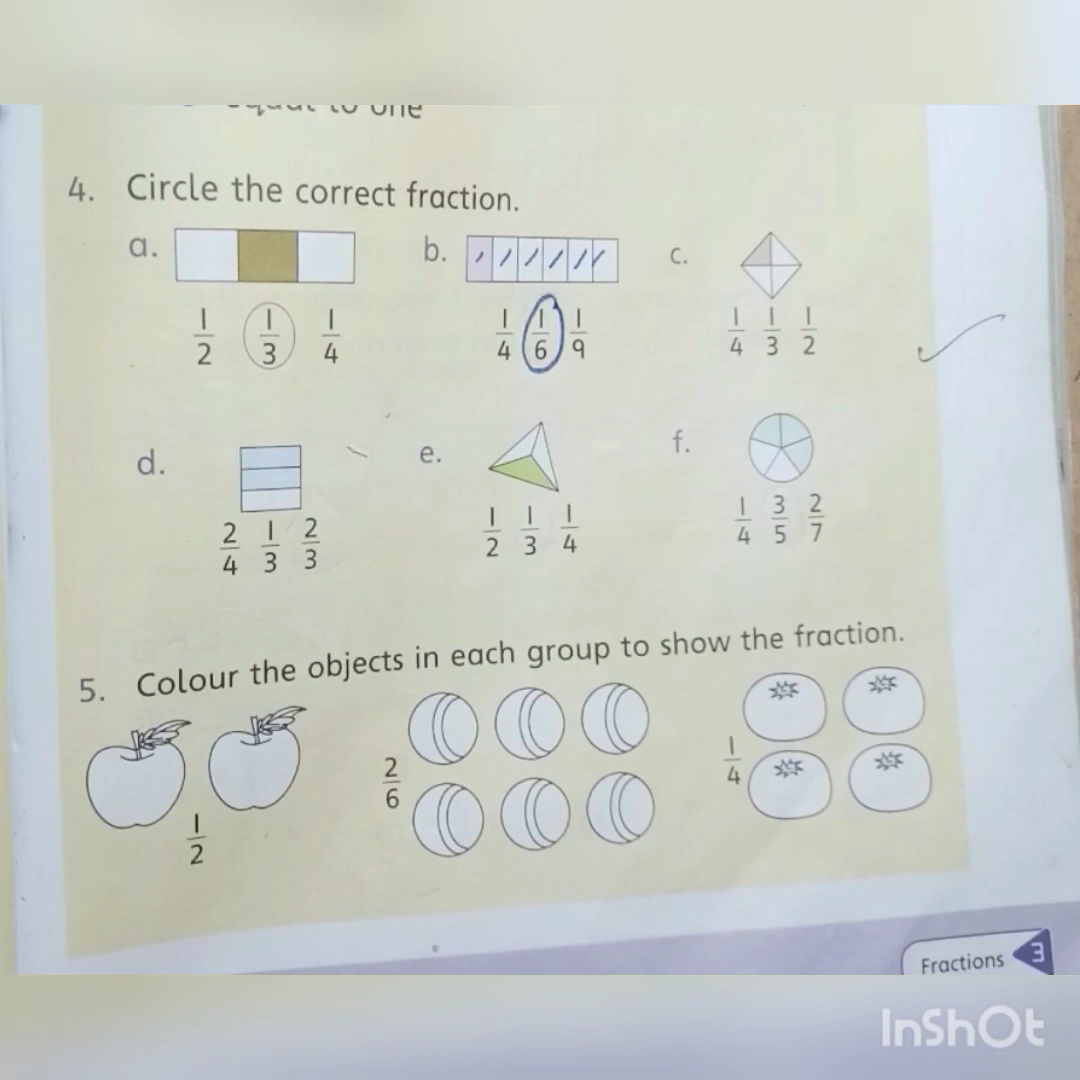 equal to one
4. Circle the correct fraction.
a. b. c.
1/2 1/3 1/4 1/4 1/6 1/9 1/4 1/3 1/2
d. e. f.
2/4 1/3 2/3 1/2 1/3 1/4 1/4 3/5 2/7
5. Colour the objects in each group to show the fraction.
1/2 2/6 1/4
Fractions 3
InShOt